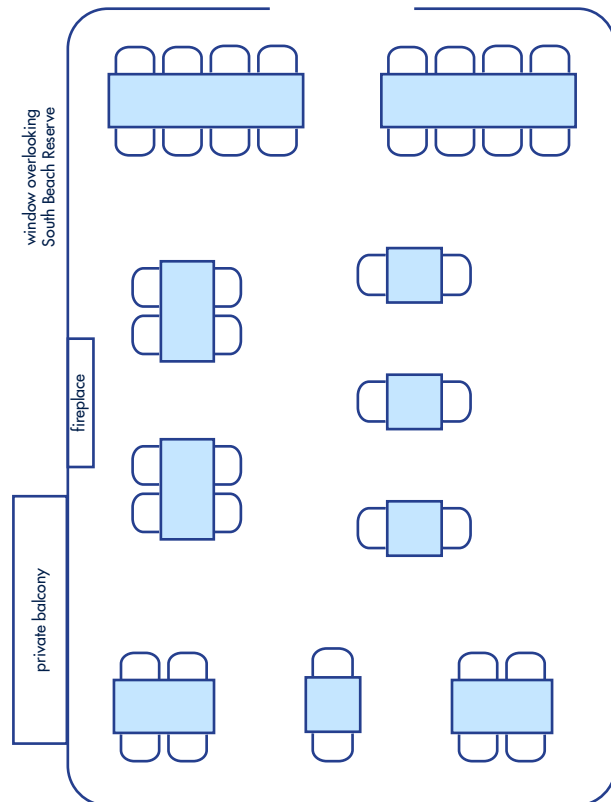 window overlooking
South Beach Reserve
fireplace
private balcony